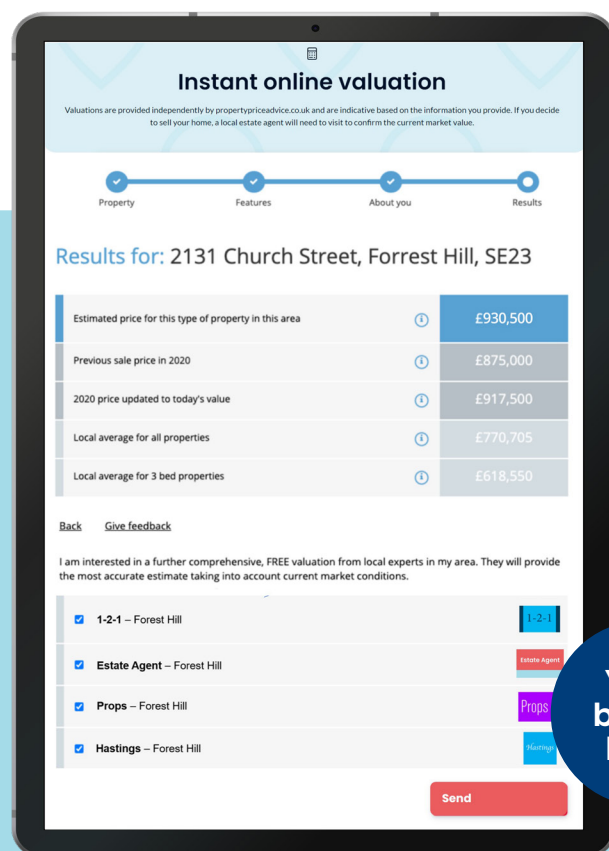 Instant online valuation
Valuations are provided independently by propertypriceadvice.co.uk and are indicative based on the information you provide. If you decide
to sell your home, a local estate agent will need to visit to confirm the current market value.
Property Features About you Results
Results for: 2131 Church Street, Forrest Hill, SE23
Estimated price for this type of property in this area £930,500
Previous sale price in 2020 £875,000
2020 price updated to today's value £917,500
Local average for all properties £770,705
Local average for 3 bed properties £618,550
Back Give feedback
I am interested in a further comprehensive, FREE valuation from local experts in my area. They will provide
the most accurate estimate taking into account current market conditions.
1-2-1 – Forest Hill 1-2-1
Estate Agent – Forest Hill Estate Agent
Props – Forest Hill Props
Hastings – Forest Hill Hastings
Send